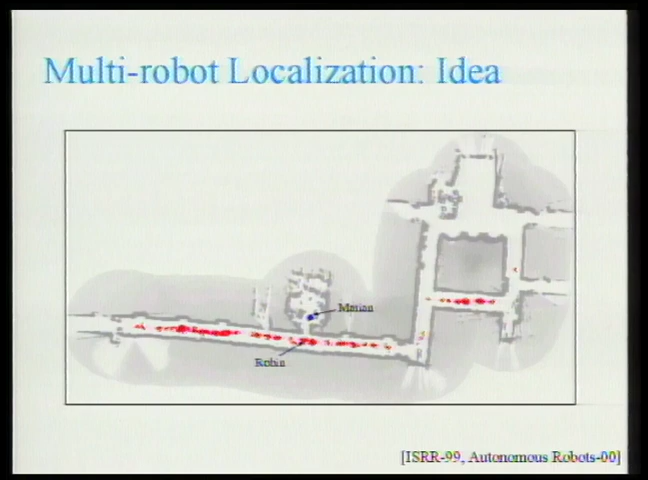 Multi-robot Localization: Idea
Marian
Robin
[ISRR-99, Autonomous Robots-00]